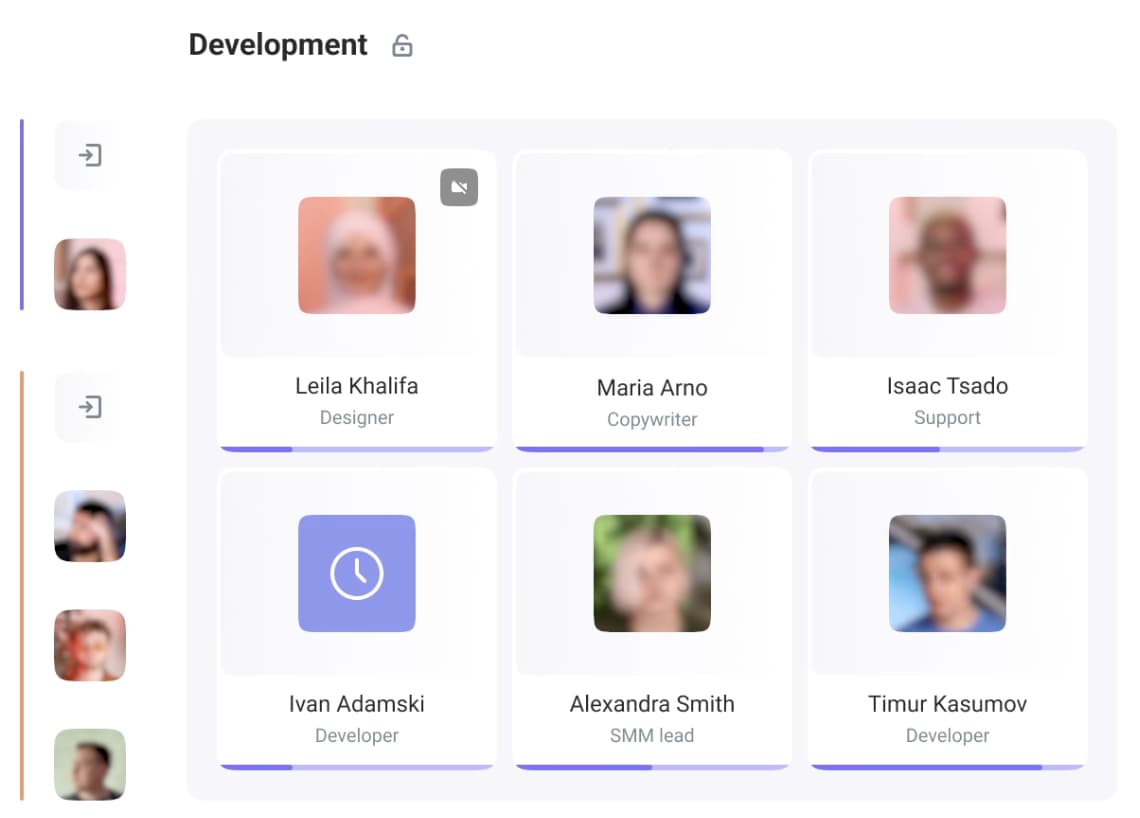 Development
Leila Khalifa
Designer
Maria Arno
Copywriter
Isaac Tsado
Support
Ivan Adamski
Developer
Alexandra Smith
SMM lead
Timur Kasumov
Developer